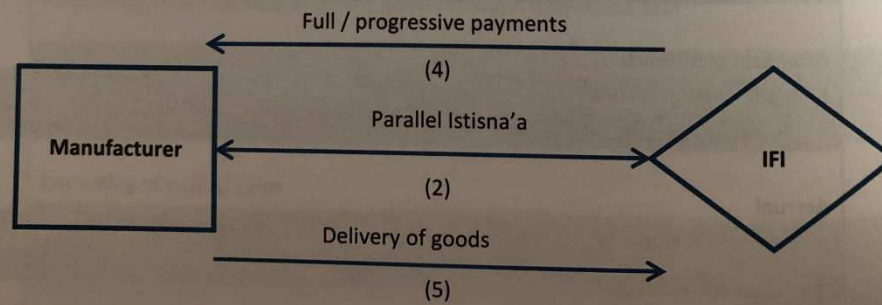 Full / progressive payments
(4)
Parallel Istisna'a
Manufacturer
IFI
(2)
Delivery of goods
(5)